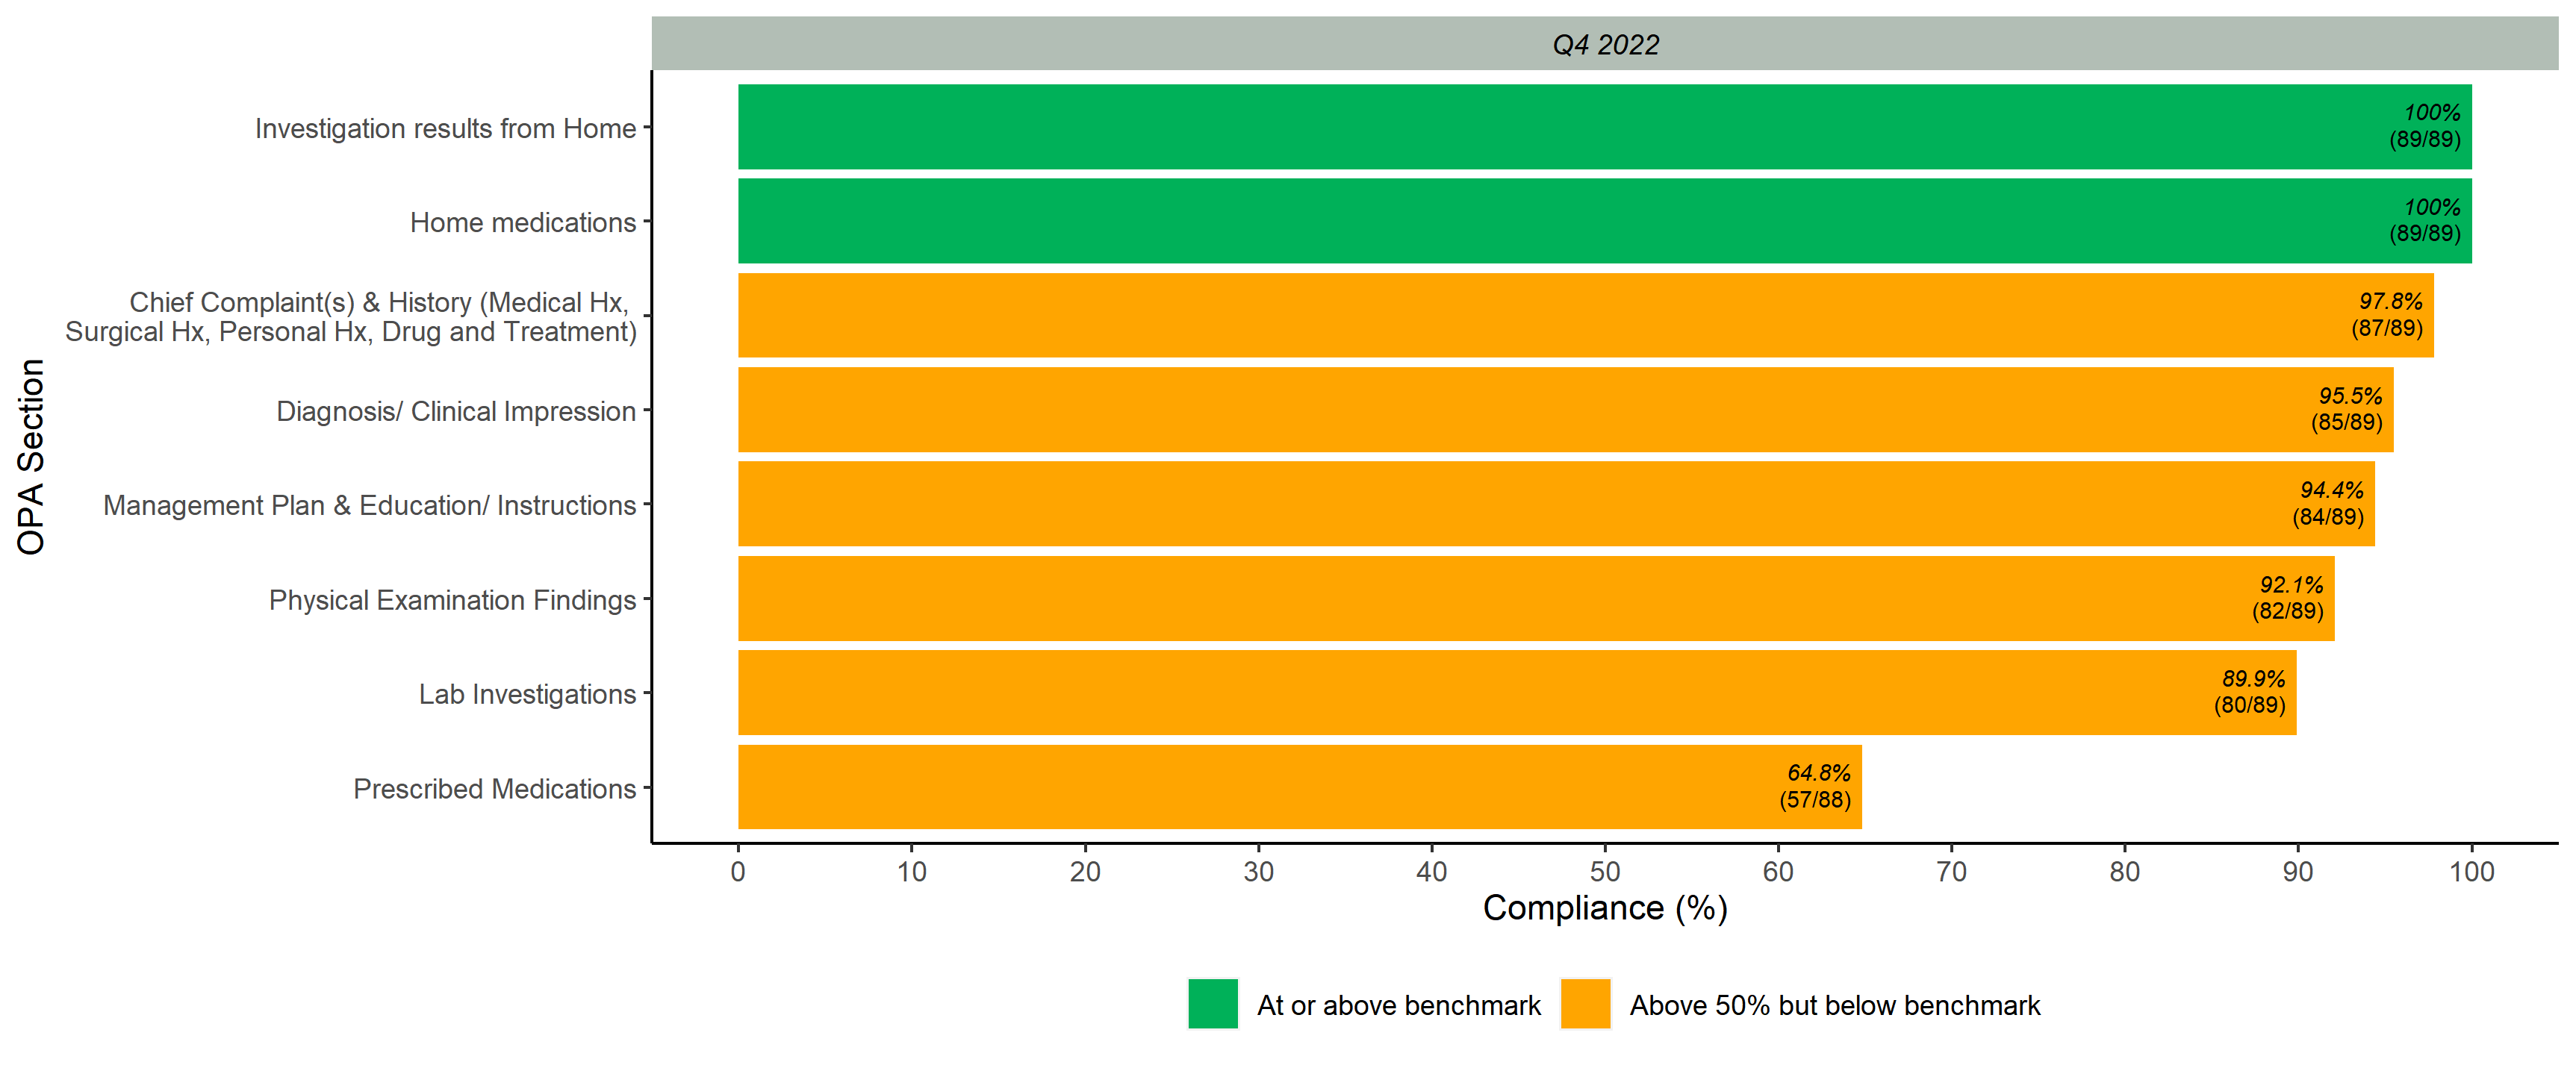 Q4 2022
Investigation results from Home
100%
(89/89)
Home medications
100%
(89/89)
Chief Complaint(s) & History (Medical Hx,
Surgical Hx, Personal Hx, Drug and Treatment)
97.8%
(87/89)
Diagnosis/ Clinical Impression
95.5%
(85/89)
Management Plan & Education/ Instructions
94.4%
(84/89)
Physical Examination Findings
92.1%
(82/89)
Lab Investigations
89.9%
(80/89)
Prescribed Medications
64.8%
(57/88)
OPA Section
0 10 20 30 40 50 60 70 80 90 100
Compliance (%)
At or above benchmark
Above 50% but below benchmark